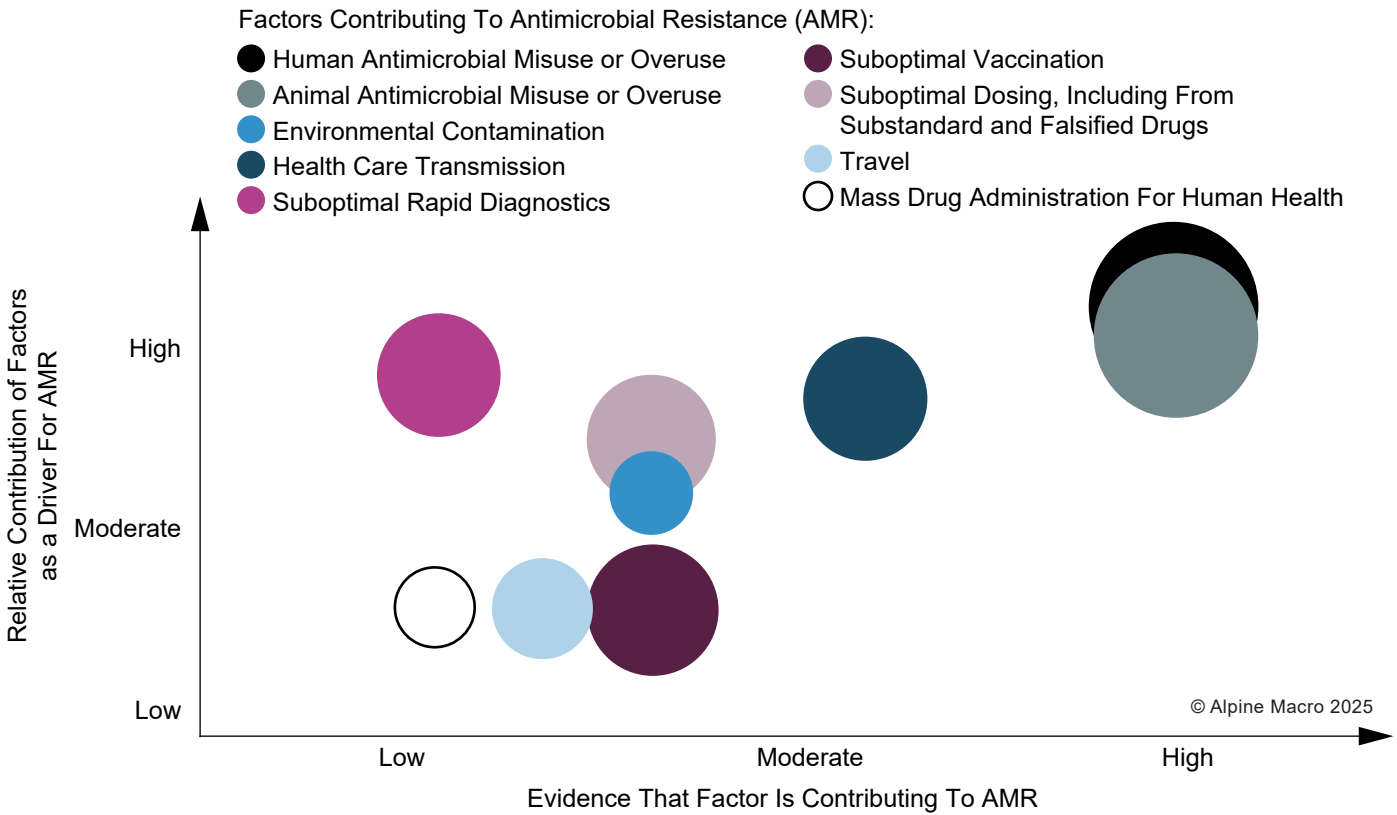 Factors Contributing To Antimicrobial Resistance (AMR):
Human Antimicrobial Misuse or Overuse
Animal Antimicrobial Misuse or Overuse
Environmental Contamination
Health Care Transmission
Suboptimal Rapid Diagnostics
Suboptimal Vaccination
Suboptimal Dosing, Including From
Substandard and Falsified Drugs
Travel
Mass Drug Administration For Human Health
Relative Contribution of Factors
as a Driver For AMR
High
Moderate
Low
© Alpine Macro 2025
Low
Moderate
High
Evidence That Factor Is Contributing To AMR